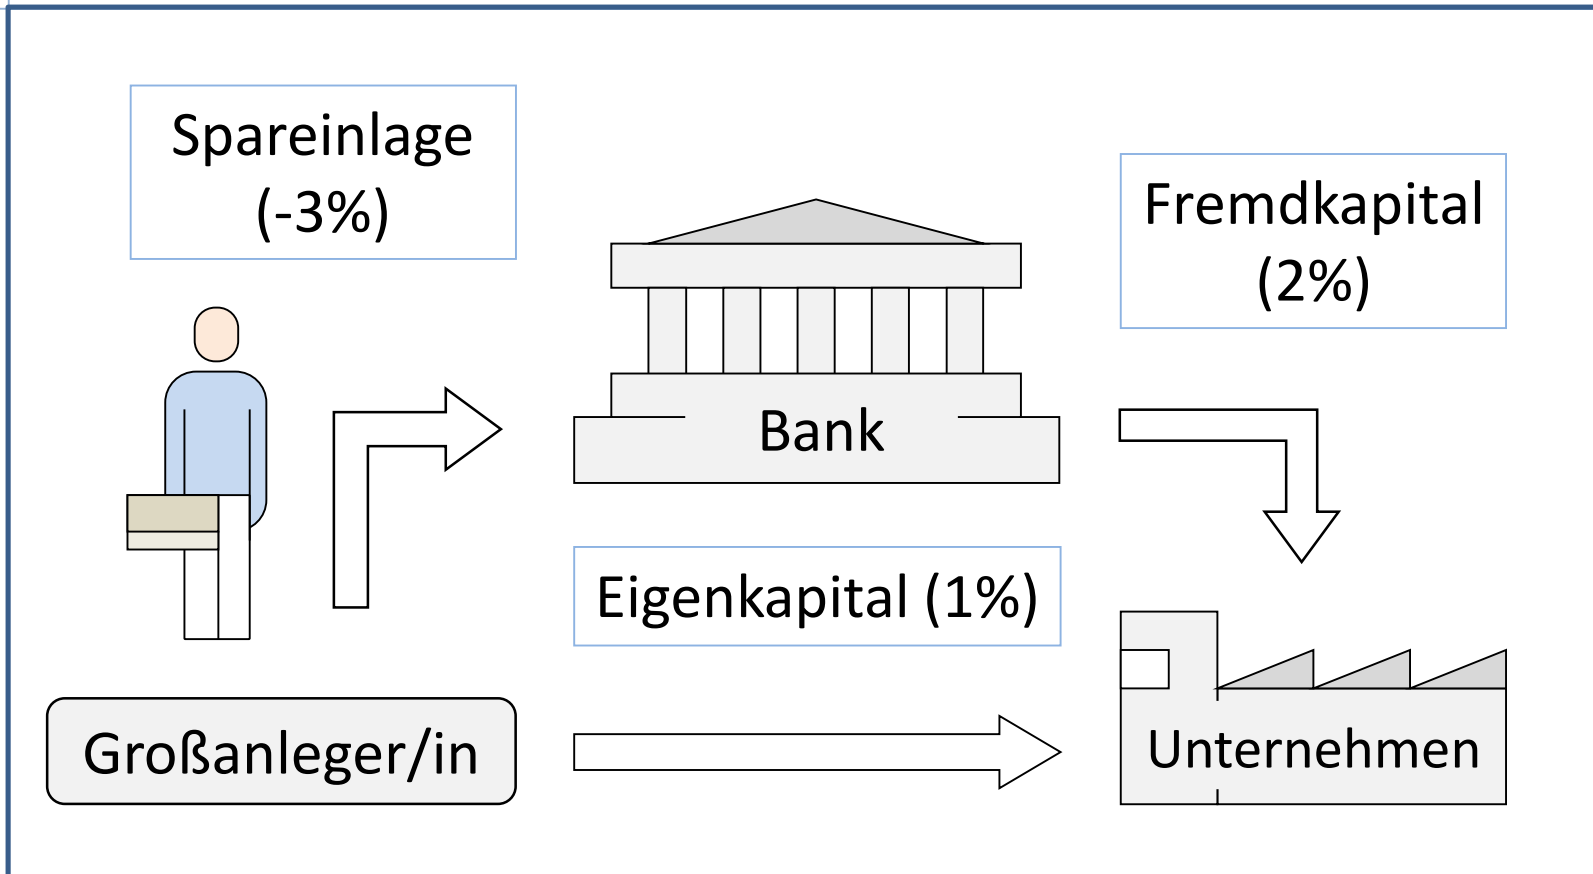 Spareinlage
(-3%)
Fremdkapital
(2%)
Bank
Eigenkapital (1%)
Großanleger/in
Unternehmen